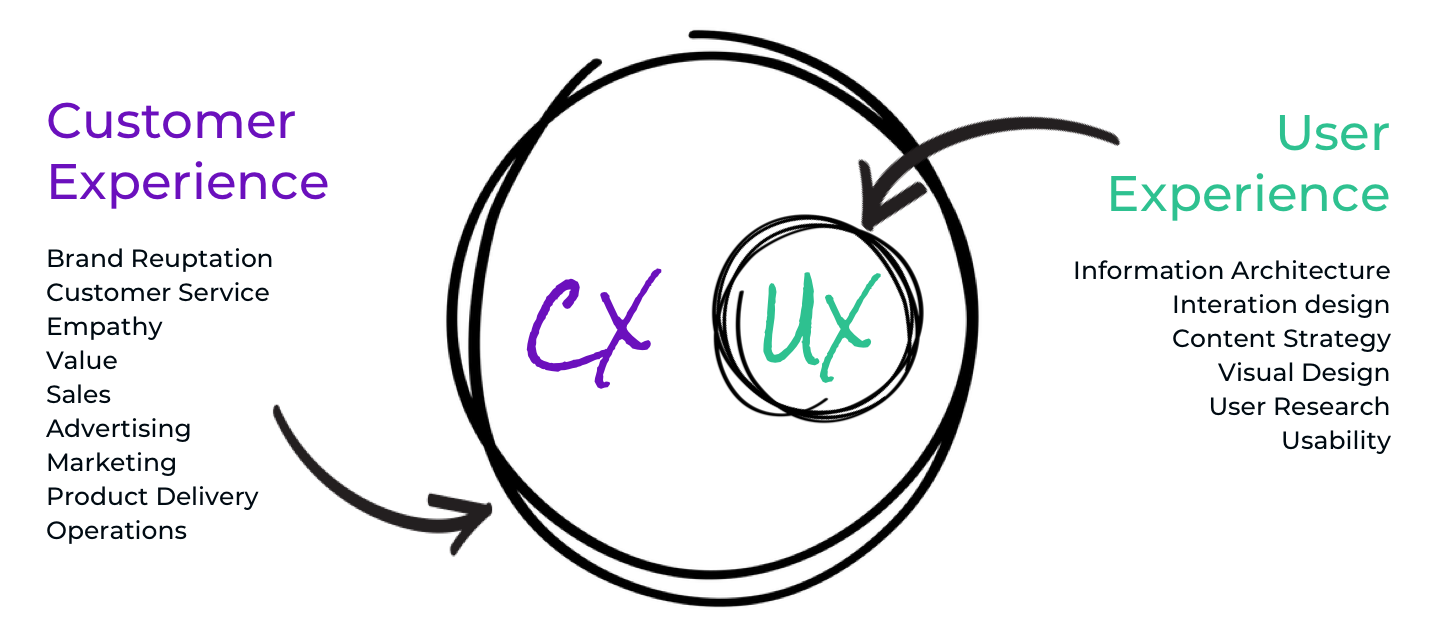 Customer
Experience
Brand Reuptation
Customer Service
Empathy
Value
Sales
Advertising
Marketing
Product Delivery
Operations
CX
UX
User
Experience
Information Architecture
Interation design
Content Strategy
Visual Design
User Research
Usability